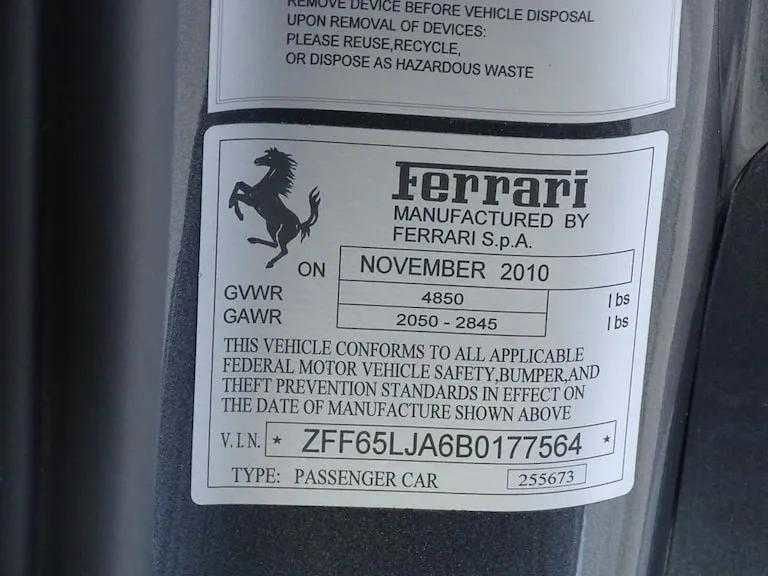 REMOVE DEVICE BEFORE VEHICLE DISPOSAL
UPON REMOVAL OF DEVICES:
PLEASE REUSE,RECYCLE,
OR DISPOSE AS HAZARDOUS WASTE
Ferrari
MANUFACTURED BY
FERRARI S.p.A.
ON NOVEMBER 2010
GVWR 4850 lbs
GAWR 2050 - 2845 lbs
THIS VEHICLE CONFORMS TO ALL APPLICABLE
FEDERAL MOTOR VEHICLE SAFETY,BUMPER,AND
THEFT PREVENTION STANDARDS IN EFFECT ON
THE DATE OF MANUFACTURE SHOWN ABOVE
V.I.N. * ZFF65LJA6B0177564 *
TYPE: PASSENGER CAR 255673